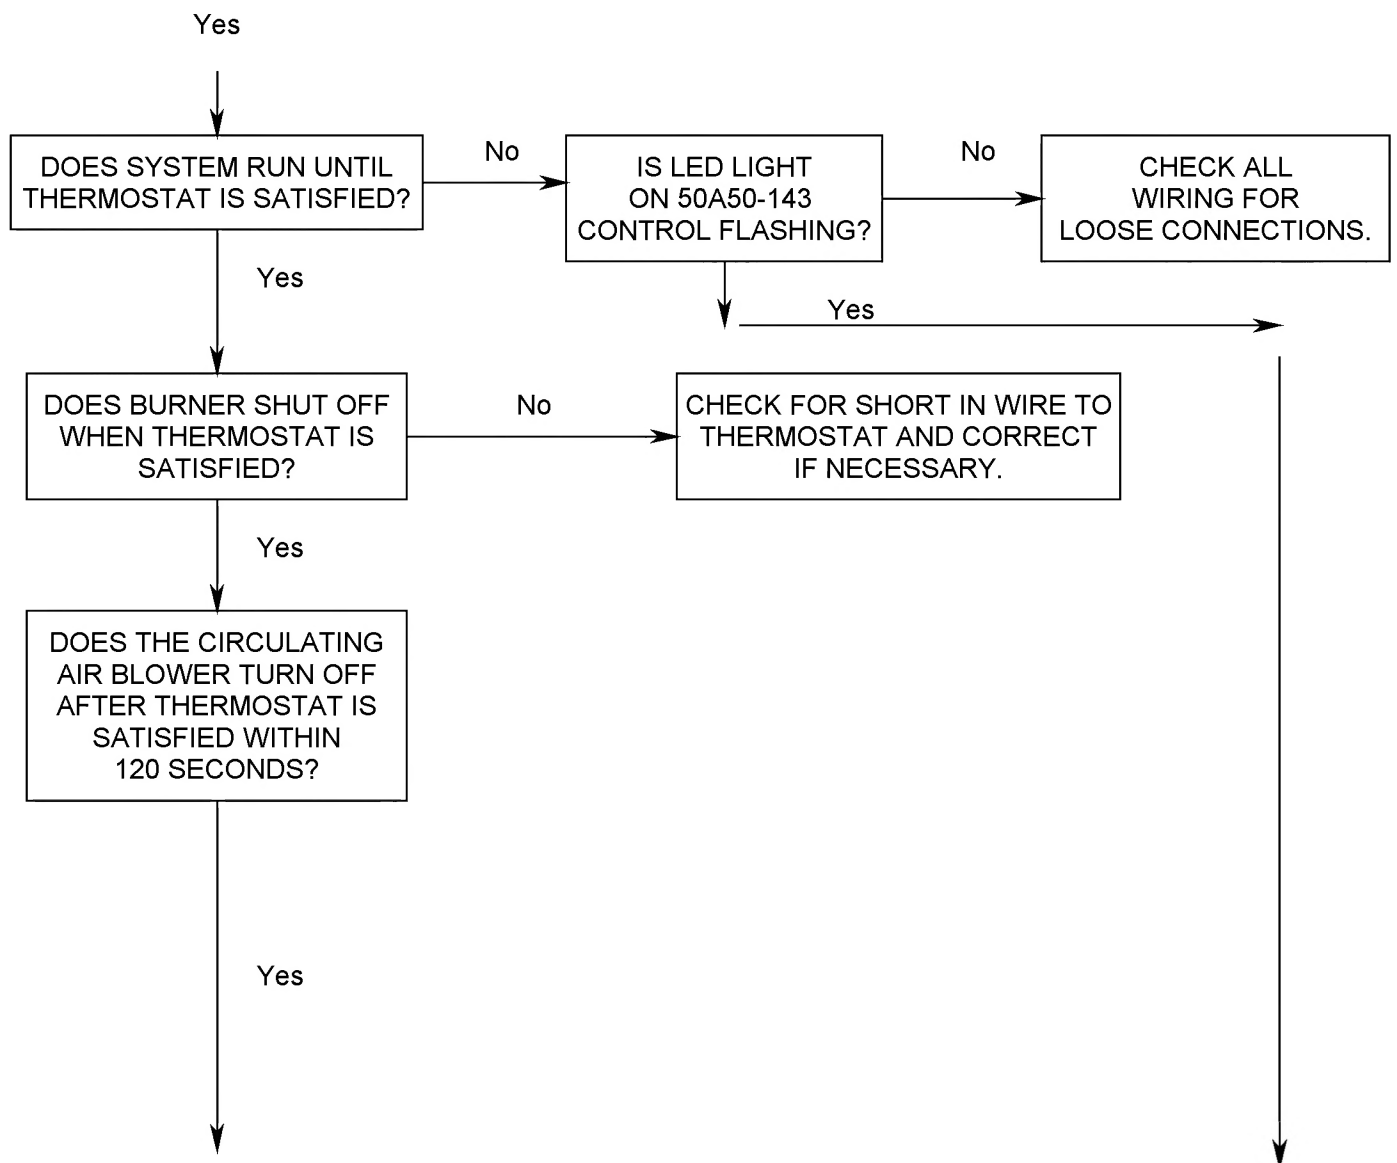 Yes
DOES SYSTEM RUN UNTIL
THERMOSTAT IS SATISFIED?
No
IS LED LIGHT
ON 50A50-143
CONTROL FLASHING?
No
CHECK ALL
WIRING FOR
LOOSE CONNECTIONS.
Yes
Yes
DOES BURNER SHUT OFF
WHEN THERMOSTAT IS
SATISFIED?
No
CHECK FOR SHORT IN WIRE TO
THERMOSTAT AND CORRECT
IF NECESSARY.
Yes
DOES THE CIRCULATING
AIR BLOWER TURN OFF
AFTER THERMOSTAT IS
SATISFIED WITHIN
120 SECONDS?
Yes